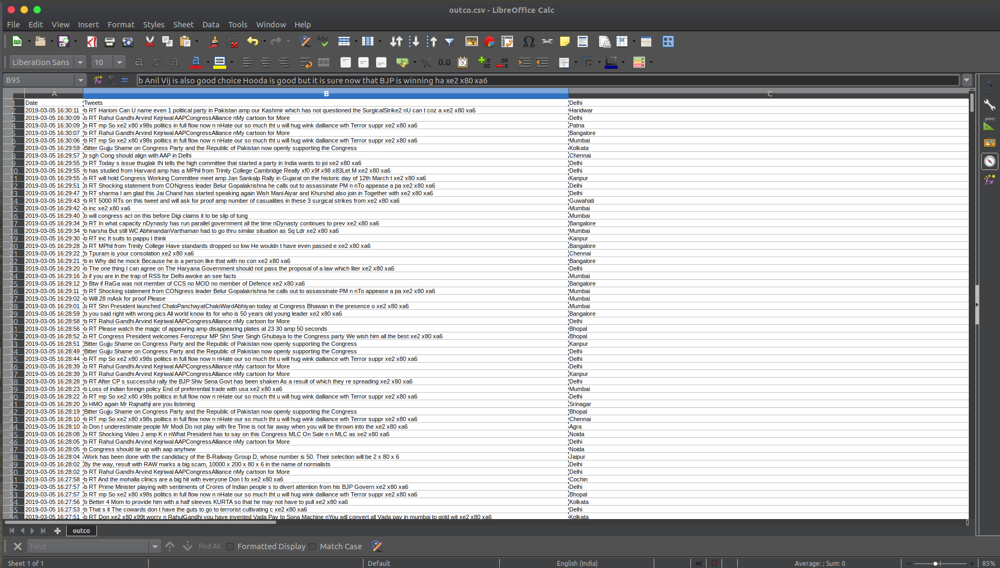 outco.csv - LibreOffice Calc
File Edit View Insert Format Styles Sheet Data Tools Window Help
Liberation Sans 10
B95 b Anil Vij is also good choice Hooda is good but it is sure now that BJP is winning ha xe2 x80 xa6
A B C
1 Date Tweets Delhi
2 2019-03-05 16:30:11 b RT Hariom Can U name even 1 political party in Pakistan amp our Kashmir which has not questioned the SurgicalStrike2 nU can t coz a xe2 x80 xa6 Haridwar
3 2019-03-05 16:30:09 b RT Rahul Gandhi Arvind Kejriwal AAPCongressAlliance nMy cartoon for More Delhi
4 2019-03-05 16:30:09 b RT mp So xe2 x80 x98s politics in full flow now n nHate our so much tht u will hug wink dalliance wth Terror suppr xe2 x80 xa6 Patna
5 2019-03-05 16:30:07 b RT Rahul Gandhi Arvind Kejriwal AAPCongressAlliance nMy cartoon for More Bangalore
6 2019-03-05 16:30:06 b RT mp So xe2 x80 x98s politics in full flow now n nHate our so much tht u will hug wink dalliance wth Terror suppr xe2 x80 xa6 Mumbai
7 2019-03-05 16:29:59 Bitter Gujju Shame on Congress Party and the Republic of Pakistan now openly supporting the Congress Kolkata
8 2019-03-05 16:29:57 b sgh Cong should align with AAP in Delhi Chennai
9 2019-03-05 16:29:55 b RT Today s issue thuglak IN tells the high committee that started a party in India wants to joi xe2 x80 xa6 Delhi
10 2019-03-05 16:29:55 b has studied from Harvard amp has a MPhil from Trinity College Cambridge Really xf0 x9f x98 x83Let M xe2 x80 xa6 Delhi
11 2019-03-05 16:29:55 b RT will hold Congress Working Committee meet amp Jan Sankalp Rally in Gujarat on the historic day of 12th March t xe2 x80 xa6 Kanpur
12 2019-03-05 16:29:51 b RT Shocking statement from CONgress leader Belur Gopalakrishna he calls out to assassinate PM n nTo appease a pa xe2 x80 xa6 Delhi
13 2019-03-05 16:29:47 b RT sharma I am glad this Jai Chand has started speaking again Wish Mani Aiyar and Khurshid also join in Together with xe2 x80 xa6 Delhi
14 2019-03-05 16:29:43 b RT 5000 RTs on this tweet and will ask for proof amp number of casualities in these 3 surgical strikes from xe2 x80 xa6 Guwahati
15 2019-03-05 16:29:42 b inc xe2 x80 xa6 Mumbai
16 2019-03-05 16:29:40 b will congress act on this before Digi claims it to be slip of tung Mumbai
17 2019-03-05 16:29:34 b RT In what capacity nDynasty has run parallel government all the time nDynasty continues to prev xe2 x80 xa6 Bangalore
18 2019-03-05 16:29:34 b harsha But still WC AbhinandanVarthaman had to go thru similar situation as Sq Ldr xe2 x80 xa6 Mumbai
19 2019-03-05 16:29:30 b RT inc It suits to pappu I think Kanpur
20 2019-03-05 16:29:28 b RT MPhil from Trinity College Have standards dropped so low He wouldn t have even passed e xe2 x80 xa6 Bangalore
21 2019-03-05 16:29:22 b Tpuram is your consolation xe2 x80 xa6 Chennai
22 2019-03-05 16:29:21 b in Why did he mock Because he is a person like that with no con xe2 x80 xa6 Bangalore
23 2019-03-05 16:29:20 b The one thing I can agree on The Haryana Government should not pass the proposal of a law which liter xe2 x80 xa6 Delhi
24 2019-03-05 16:29:16 b if you are in the trap of RSS for Delhi awoke an see facts Mumbai
25 2019-03-05 16:29:12 b Btw if RaGa was not member of CCS no MOD no member of Defence xe2 x80 xa6 Bangalore
26 2019-03-05 16:29:11 b RT Shocking statement from CONgress leader Belur Gopalakrishna he calls out to assassinate PM n nTo appease a pa xe2 x80 xa6 Mumbai
27 2019-03-05 16:29:02 b Will 28 mAsk for proof Please Mumbai
28 2019-03-05 16:29:01 b RT Shri President launched ChaloPanchayatChaloWardAbhiyan today at Congress Bhawan in the presence o xe2 x80 xa6 Mumbai
29 2019-03-05 16:28:59 b you said right with wrong pics All world know its for who is 50 years old young leader xe2 x80 xa6 Bangalore
30 2019-03-05 16:28:58 b RT Rahul Gandhi Arvind Kejriwal AAPCongressAlliance nMy cartoon for More Delhi
31 2019-03-05 16:28:56 b RT Please watch the magic of appearing amp disappearing plates at 23 30 amp 50 seconds Bhopal
32 2019-03-05 16:28:52 b RT Congress President welcomes Ferozepur MP Shri Sher Singh Ghubaya to the Congress party We wish him all the best xe2 x80 xa6 Bhopal
33 2019-03-05 16:28:51 Bitter Gujju Shame on Congress Party and the Republic of Pakistan now openly supporting the Congress Kanpur
34 2019-03-05 16:28:49 Bitter Gujju Shame on Congress Party and the Republic of Pakistan now openly supporting the Congress Delhi
35 2019-03-05 16:28:44 b RT mp So xe2 x80 x98s politics in full flow now n nHate our so much tht u will hug wink dalliance wth Terror suppr xe2 x80 xa6 Delhi
36 2019-03-05 16:28:39 b RT Rahul Gandhi Arvind Kejriwal AAPCongressAlliance nMy cartoon for More Delhi
37 2019-03-05 16:28:39 b RT Rahul Gandhi Arvind Kejriwal AAPCongressAlliance nMy cartoon for More Kanpur
38 2019-03-05 16:28:28 b RT After CP s successful rally the BJP Shiv Sena Govt has been shaken As a result of which they re spreading xe2 x80 xa6 Delhi
39 2019-03-05 16:28:23 b Loss of indian foreign policy End of preferential trade with usa xe2 x80 xa6 Mumbai
40 2019-03-05 16:28:22 b RT mp So xe2 x80 x98s politics in full flow now n nHate our so much tht u will hug wink dalliance wth Terror suppr xe2 x80 xa6 Delhi
41 2019-03-05 16:28:20 b HMO again Mr Rajnathji are you listening Srinagar
42 2019-03-05 16:28:19 Bitter Gujju Shame on Congress Party and the Republic of Pakistan now openly supporting the Congress Bhopal
43 2019-03-05 16:28:10 b RT mp So xe2 x80 x98s politics in full flow now n nHate our so much tht u will hug wink dalliance wth Terror suppr xe2 x80 xa6 Chennai
44 2019-03-05 16:28:10 b Don t underestimate people Mr Modi Do not play with fire Time is not far away when you will be thrown into the xe2 x80 xa6 Agra
45 2019-03-05 16:28:08 b RT Shocking Video J amp K n nWhat President has to say on this Congress MLC On Sale n n MLC as xe2 x80 xa6 Noida
46 2019-03-05 16:28:05 b RT Rahul Gandhi Arvind Kejriwal AAPCongressAlliance nMy cartoon for More Delhi
47 2019-03-05 16:28:05 b Congress should tie up with aap anyhww Noida
48 2019-03-05 16:28:04 Work has been done with the candidacy of the B-Railway Group D, whose number is 50. Their selection will be 2 x 80 x 6 Jaipur
49 2019-03-05 16:28:02 By the way, result with RAW marks a big scam, 10000 x 200 x 80 x 6 in the name of normalists Delhi
50 2019-03-05 16:28:02 b RT Rahul Gandhi Arvind Kejriwal AAPCongressAlliance nMy cartoon for More Delhi
51 2019-03-05 16:27:58 b RT And the mohalla clinics are a big hit with everyone Don t fo xe2 x80 xa6 Cochin
52 2019-03-05 16:27:57 b RT Prime Minister playing with sentiments of Crores of Indian people s to divert attention from his BJP Govern xe2 x80 xa6 Delhi
53 2019-03-05 16:27:57 b RT mp So xe2 x80 x98s politics in full flow now n nHate our so much tht u will hug wink dalliance wth Terror suppr xe2 x80 xa6 Bhopal
54 2019-03-05 16:27:56 b Better 4 Mom to provide him with a half sleeves KURTA so that he may not have to pull xe2 x80 xa6 Kolkata
55 2019-03-05 16:27:53 b That s it The cowards don t have the guts to go to terrorist cultivating c xe2 x80 xa6 Delhi
56 2019-03-05 16:27:51 b RT Don xe2 x80 x99t worry n RahulGandhi you have invented Vada Pav to Sona Machine nYou will convert all Vada pav in mumbai to gold wit xe2 x80 xa6 Kolkata
outco
Find Find All Formatted Display Match Case
Sheet 1 of 1 Default English (India) Average: ; Sum: 0 85%